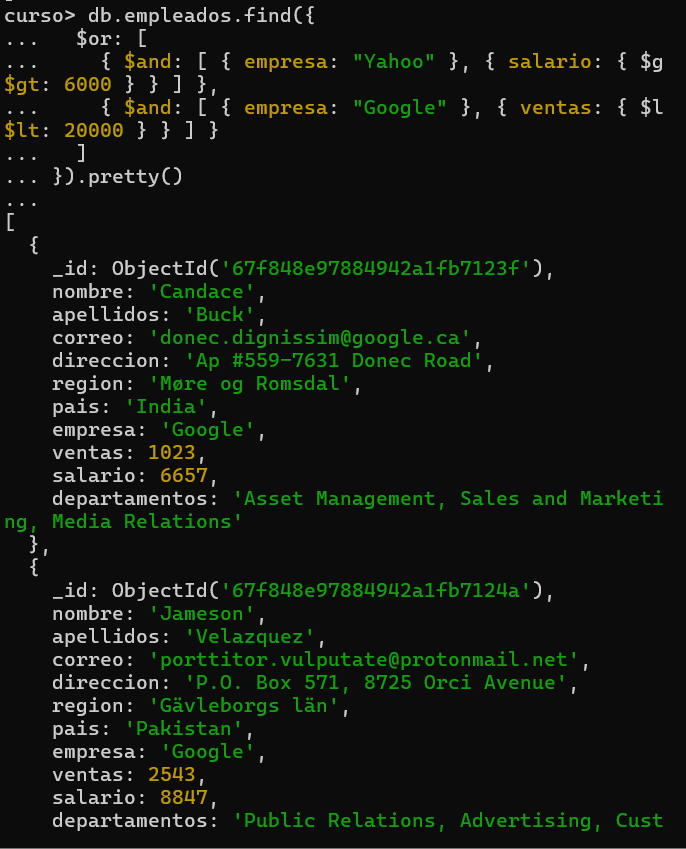 curso> db.empleados.find({
...   $or: [
...     { $and: [ { empresa: "Yahoo" }, { salario: { $g
$gt: 6000 } } ] },
...     { $and: [ { empresa: "Google" }, { ventas: { $l
$lt: 20000 } } ] }
...   ]
... }).pretty()
...
[
  {
    _id: ObjectId('67f848e97884942a1fb7123f'),
    nombre: 'Candace',
    apellidos: 'Buck',
    correo: 'donec.dignissim@google.ca',
    direccion: 'Ap #559-7631 Donec Road',
    region: 'Møre og Romsdal',
    pais: 'India',
    empresa: 'Google',
    ventas: 1023,
    salario: 6657,
    departamentos: 'Asset Management, Sales and Marketi
ng, Media Relations'
  },
  {
    _id: ObjectId('67f848e97884942a1fb7124a'),
    nombre: 'Jameson',
    apellidos: 'Velazquez',
    correo: 'porttitor.vulputate@protonmail.net',
    direccion: 'P.O. Box 571, 8725 Orci Avenue',
    region: 'Gävleborgs län',
    pais: 'Pakistan',
    empresa: 'Google',
    ventas: 2543,
    salario: 8847,
    departamentos: 'Public Relations, Advertising, Cust